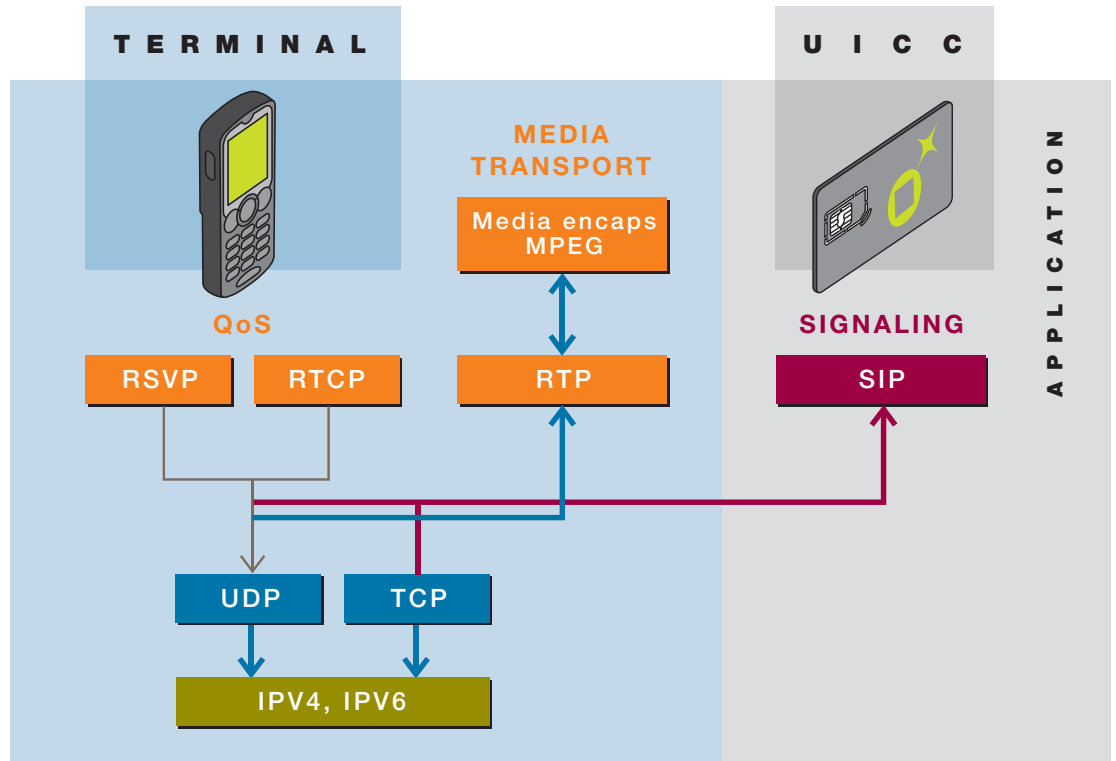 TERMINAL
UICC
MEDIA
TRANSPORT
Media encaps
MPEG
APPLICATION
QoS
SIGNALING
RSVP
RTCP
RTP
SIP
UDP
TCP
IPV4, IPV6